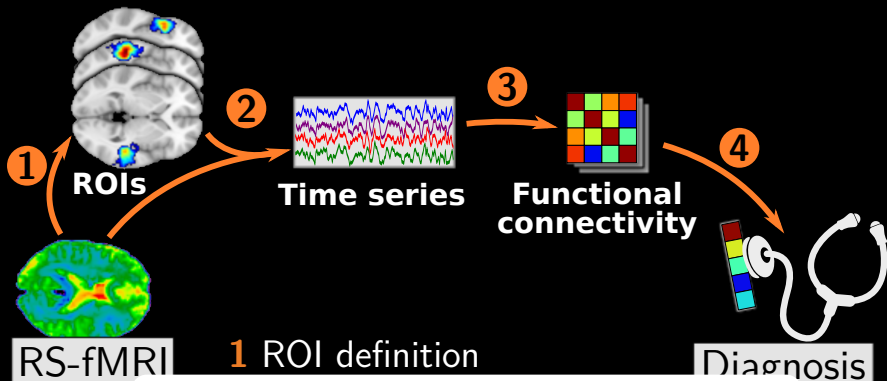 1
ROIs
2
Time series
3
Functional
connectivity
4
RS-fMRI
1 ROI definition
Diagnosis